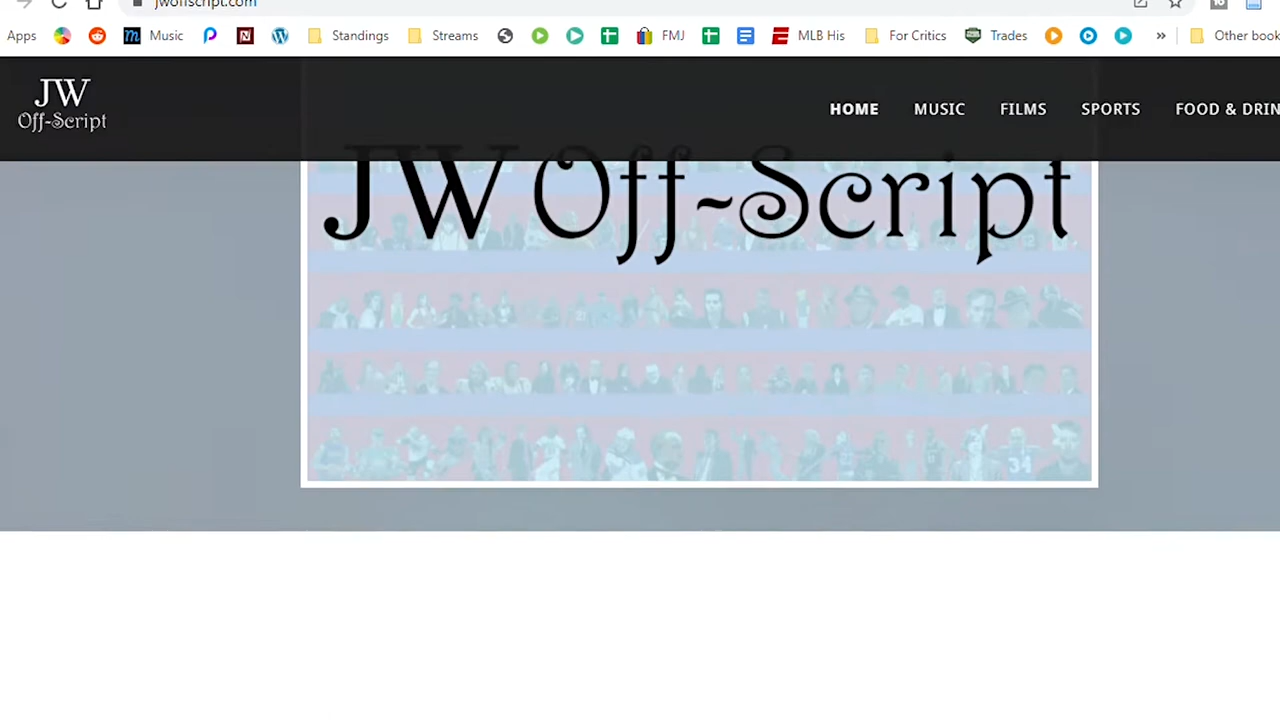 jwoffscript.com
Apps Music Standings Streams FMJ MLB His For Critics Trades » Other book
JW
Off-Script
HOME MUSIC FILMS SPORTS FOOD & DRIN
JW Off-Script
34